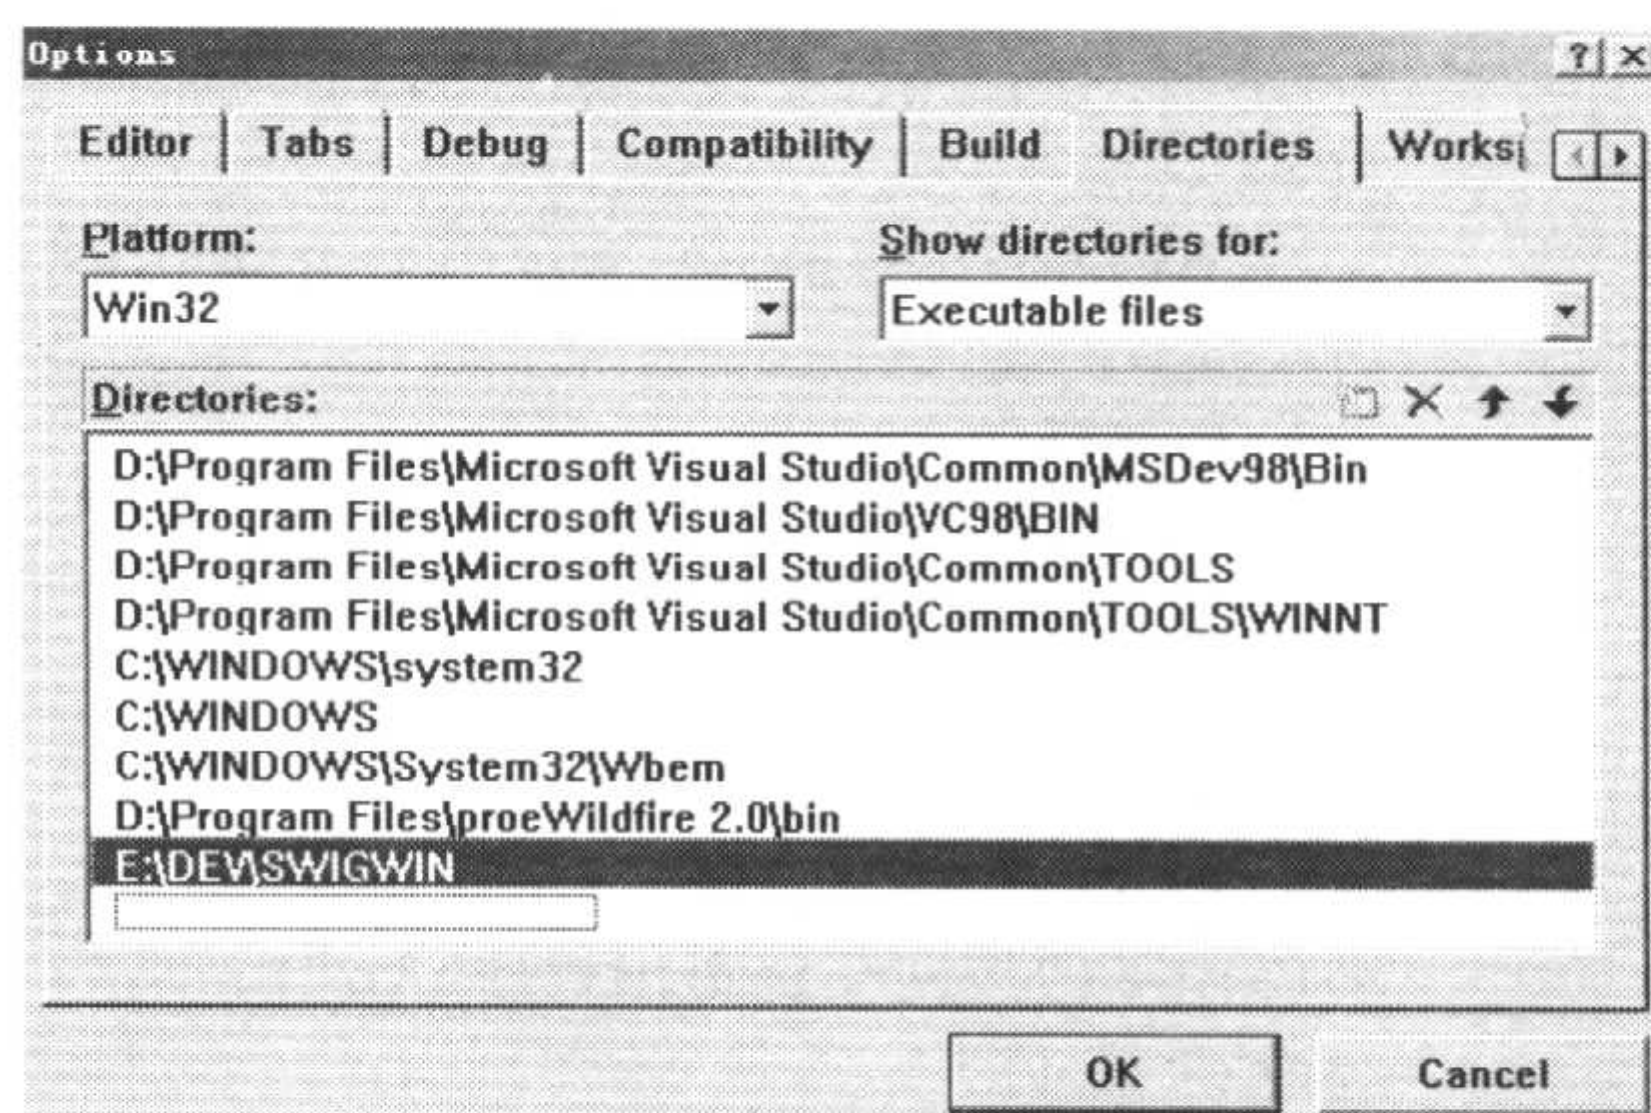 Options
Editor Tabs Debug Compatibility Build Directories
Platform: Show directories for:
Win32 Executable files
Directories:
D:\Program Files\Microsoft Visual Studio\Common\MSDev98\Bin
D:\Program Files\Microsoft Visual Studio\VC98\BIN
D:\Program Files\Microsoft Visual Studio\Common\TOOLS
D:\Program Files\Microsoft Visual Studio\Common\TOOLS\WINNT
C:\WINDOWS\system32
C:\WINDOWS
C:\WINDOWS\System32\Wbem
D:\Program Files\proeWildfire 2.0\bin
E:\DEV\SWIGWIN
OK Cancel